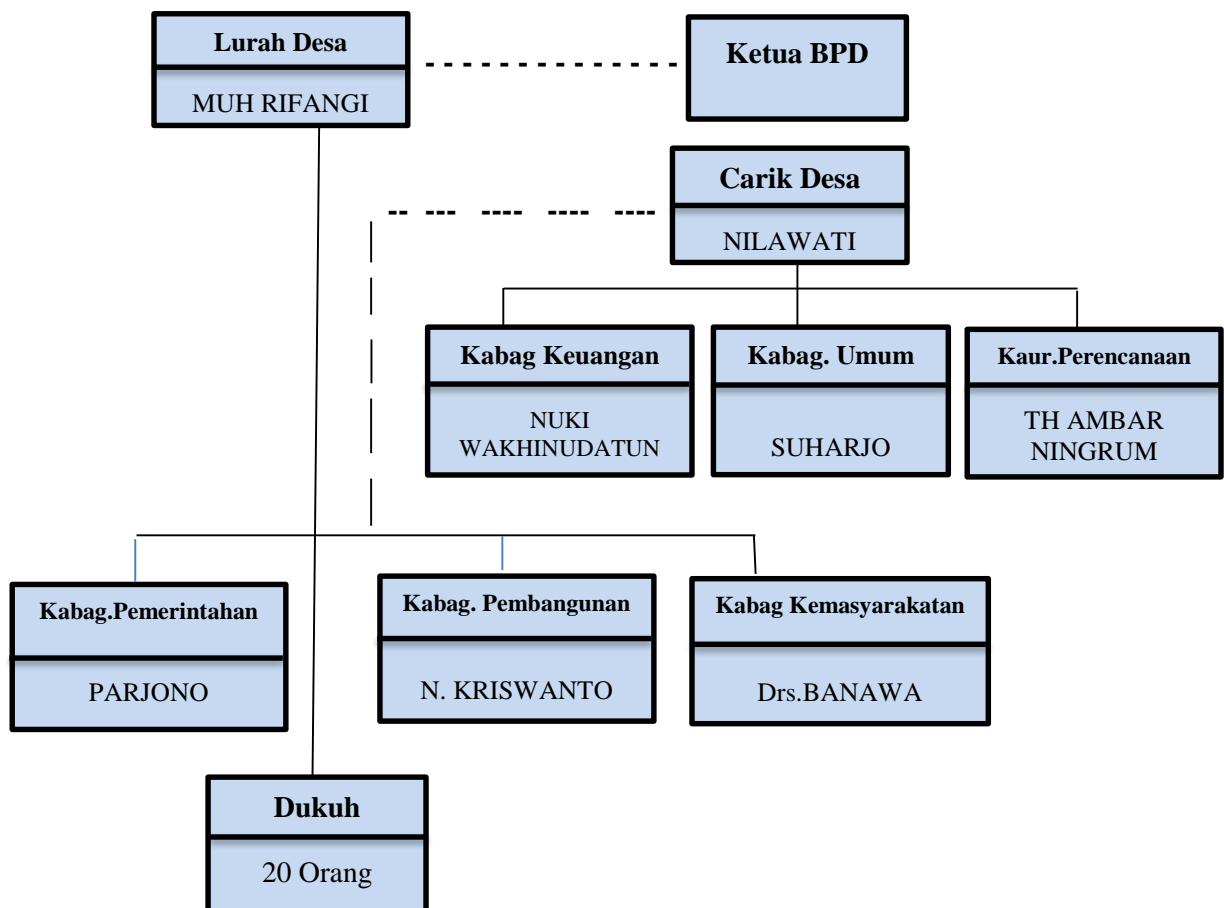 Lurah Desa
MUH RIFANGI
Ketua BPD
Carik Desa
NILAWATI
Kabag Keuangan
NUKI
WAKHINUDATUN
Kabag. Umum
SUHARJO
Kaur.Perencanaan
TH AMBAR
NINGRUM
Kabag.Pemerintahan
PARJONO
Kabag. Pembangunan
N. KRISWANTO
Kabag Kemasyarakatan
Drs.BANAWA
Dukuh
20 Orang